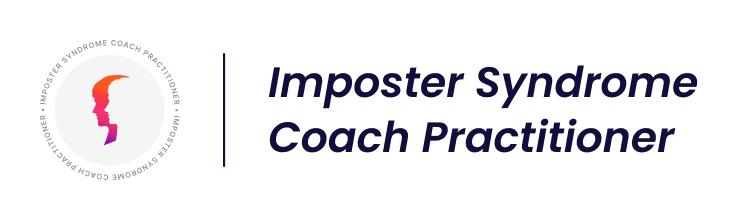 IMPOSTER SYNDROME COACH PRACTITIONER • IMPOSTER SYNDROME COACH PRACTITIONER •
Imposter Syndrome
Coach Practitioner